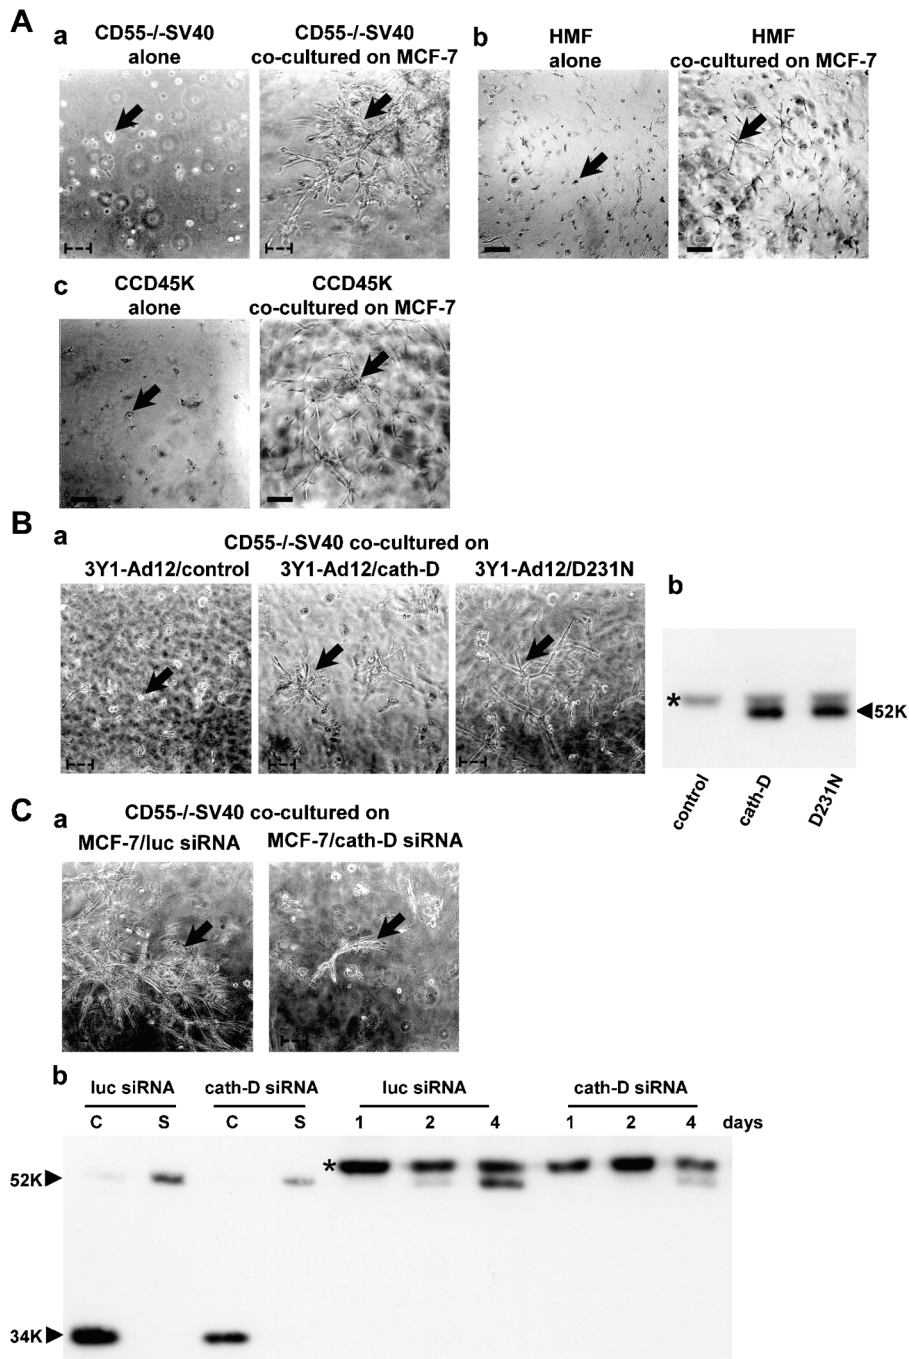 A
a
CD55-/-SV40
alone
CD55-/-SV40
co-cultured on MCF-7
b
HMF
alone
HMF
co-cultured on MCF-7
c
CCD45K
alone
CCD45K
co-cultured on MCF-7
B
a
CD55-/-SV40 co-cultured on
3Y1-Ad12/control 3Y1-Ad12/cath-D 3Y1-Ad12/D231N
b
*
52K
control cath-D D231N
C
a
CD55-/-SV40 co-cultured on
MCF-7/luc siRNA MCF-7/cath-D siRNA
b
luc siRNA cath-D siRNA luc siRNA cath-D siRNA
C S C S 1 2 4 1 2 4 days
52K *
34K